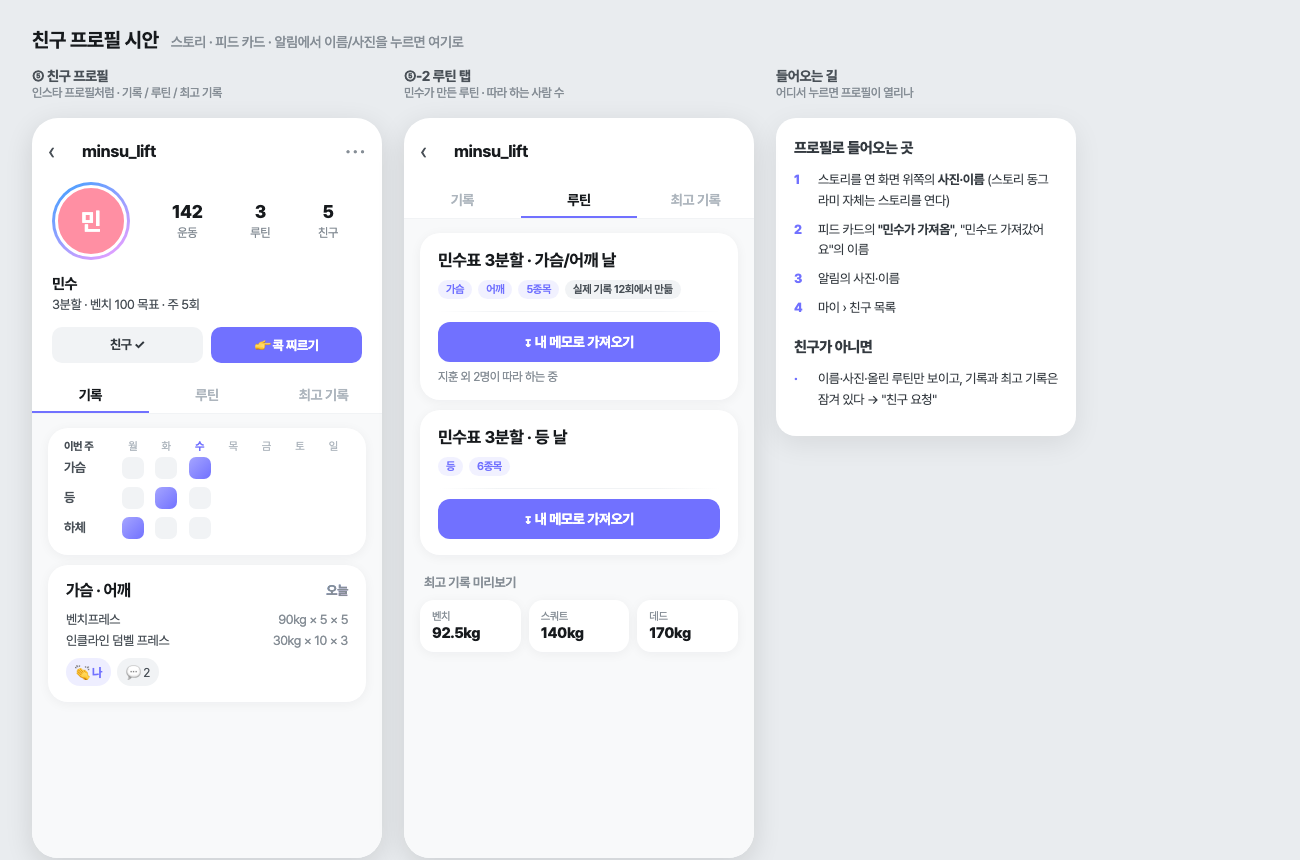 친구 프로필 시안 스토리 · 피드 카드 · 알림에서 이름/사진을 누르면 여기로
⑥ 친구 프로필
인스타 프로필처럼 · 기록 / 루틴 / 최고 기록
‹ minsu_lift ···
민
142 3 5
운동 루틴 친구
민수
3분할 · 벤치 100 목표 · 주 5회
친구 ✓ 👉 콕 찌르기
기록 루틴 최고 기록
이번 주 월 화 수 목 금 토 일
가슴
등
하체
가슴 · 어깨 오늘
벤치프레스 90kg × 5 × 5
인클라인 덤벨 프레스 30kg × 10 × 3
👏 나 💬 2
⑥-2 루틴 탭
민수가 만든 루틴 · 따라 하는 사람 수
‹ minsu_lift
기록 루틴 최고 기록
민수표 3분할 · 가슴/어깨 날
가슴 어깨 5종목 실제 기록 12회에서 만듦
↧ 내 메모로 가져오기
지훈 외 2명이 따라 하는 중
민수표 3분할 · 등 날
등 6종목
↧ 내 메모로 가져오기
최고 기록 미리보기
벤치 스쿼트 데드
92.5kg 140kg 170kg
들어오는 길
어디서 누르면 프로필이 열리나
프로필로 들어오는 곳
1 스토리를 연 화면 위쪽의 사진·이름 (스토리 동그
라미 자체는 스토리를 연다)
2 피드 카드의 "민수가 가져옴", "민수도 가져갔어
요"의 이름
3 알림의 사진·이름
4 마이 › 친구 목록
친구가 아니면
· 이름·사진·올린 루틴만 보이고, 기록과 최고 기록은
잠겨 있다 → "친구 요청"